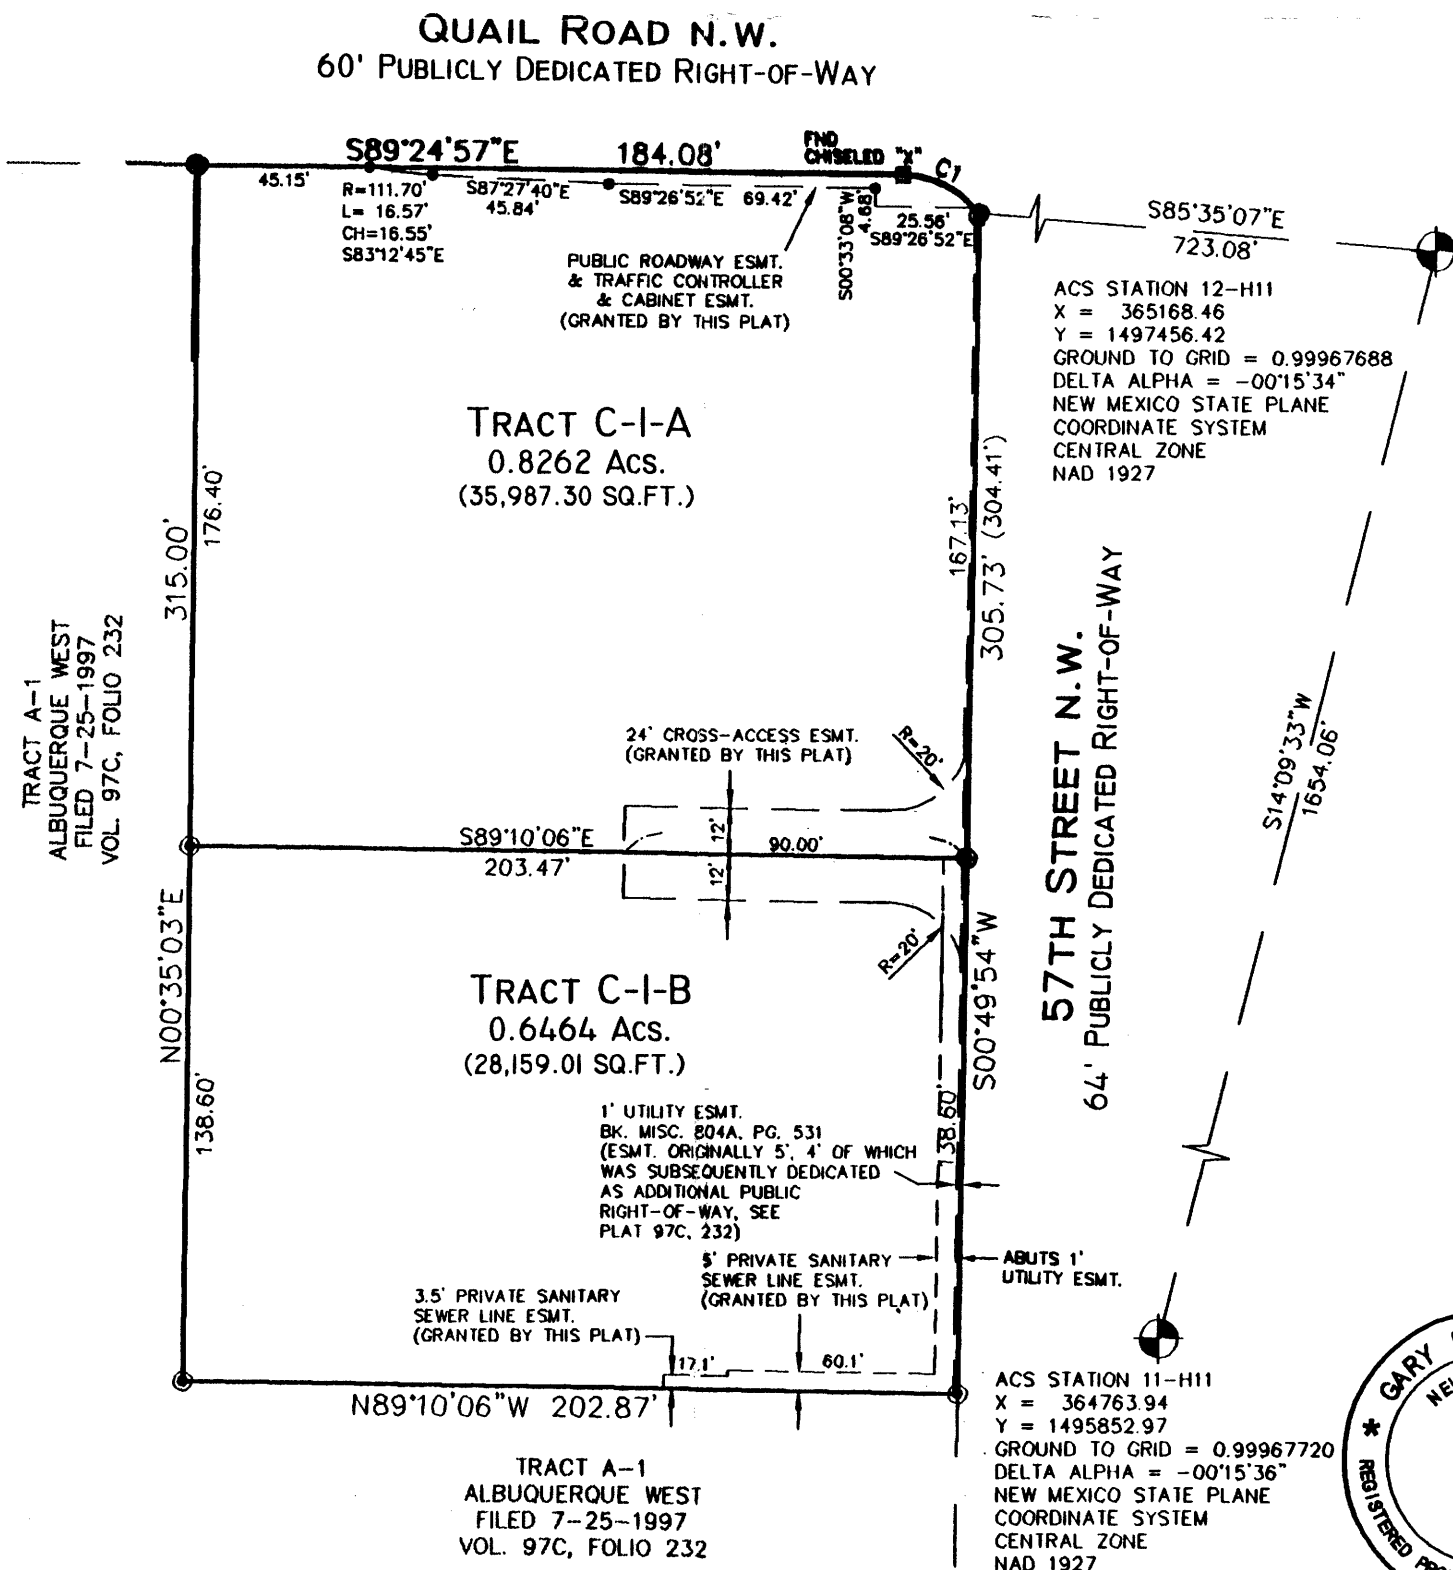 QUAIL ROAD N.W.
60' PUBLICLY DEDICATED RIGHT-OF-WAY
S89°24'57"E 184.08'
FND
CHISELED "X"
C1
45.15'
R=111.70'
L= 16.57'
CH=16.55'
S83°12'45"E
S87°27'40"E
45.84'
S89°26'52"E 69.42'
S00°33'08"W
4.68'
25.56'
S89°26'52"E
S85°35'07"E
723.08'
PUBLIC ROADWAY ESMT.
& TRAFFIC CONTROLLER
& CABINET ESMT.
(GRANTED BY THIS PLAT)
ACS STATION 12-H11
X = 365168.46
Y = 1497456.42
GROUND TO GRID = 0.99967688
DELTA ALPHA = -00°15'34"
NEW MEXICO STATE PLANE
COORDINATE SYSTEM
CENTRAL ZONE
NAD 1927
TRACT C-1-A
0.8262 ACS.
(35,987.30 SQ.FT.)
176.40'
315.00'
167.13'
305.73' (304.41')
TRACT A-1
ALBUQUERQUE WEST
FILED 7-25-1997
VOL. 97C, FOLIO 232
57TH STREET N.W.
64' PUBLICLY DEDICATED RIGHT-OF-WAY
S14°09'33"W
1654.06'
24' CROSS-ACCESS ESMT.
(GRANTED BY THIS PLAT)
R=20'
S89°10'06"E
203.47'
12'
12'
90.00'
R=20'
N00°35'03"E
S00°49'54"W
TRACT C-1-B
0.6464 ACS.
(28,159.01 SQ.FT.)
138.60'
138.60'
1' UTILITY ESMT.
BK. MISC. 804A, PG. 531
(ESMT. ORIGINALLY 5', 4' OF WHICH
WAS SUBSEQUENTLY DEDICATED
AS ADDITIONAL PUBLIC
RIGHT-OF-WAY, SEE
PLAT 97C, 232)
5' PRIVATE SANITARY
SEWER LINE ESMT.
(GRANTED BY THIS PLAT)
ABUTS 1'
UTILITY ESMT.
3.5' PRIVATE SANITARY
SEWER LINE ESMT.
(GRANTED BY THIS PLAT)
17.1'
60.1'
N89°10'06"W 202.87'
TRACT A-1
ALBUQUERQUE WEST
FILED 7-25-1997
VOL. 97C, FOLIO 232
ACS STATION 11-H11
X = 364763.94
Y = 1495852.97
GROUND TO GRID = 0.99967720
DELTA ALPHA = -00°15'36"
NEW MEXICO STATE PLANE
COORDINATE SYSTEM
CENTRAL ZONE
NAD 1927
* GARY
REGISTERED